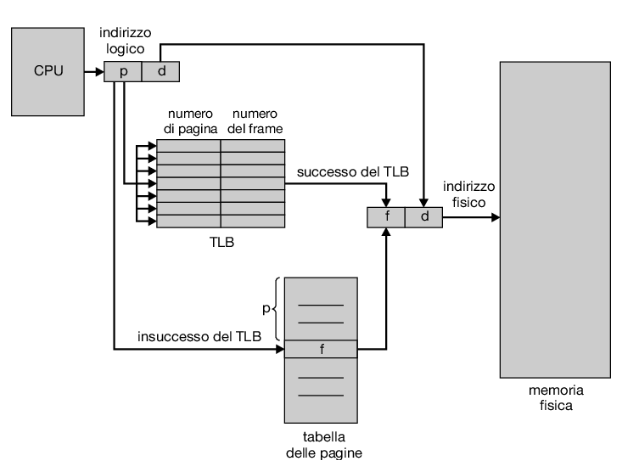 indirizzo
logico
CPU
p
d
numero
di pagina
numero
del frame
successo del TLB
indirizzo
fisico
f
d
TLB
p
insuccesso del TLB
f
memoria
fisica
tabella
delle pagine